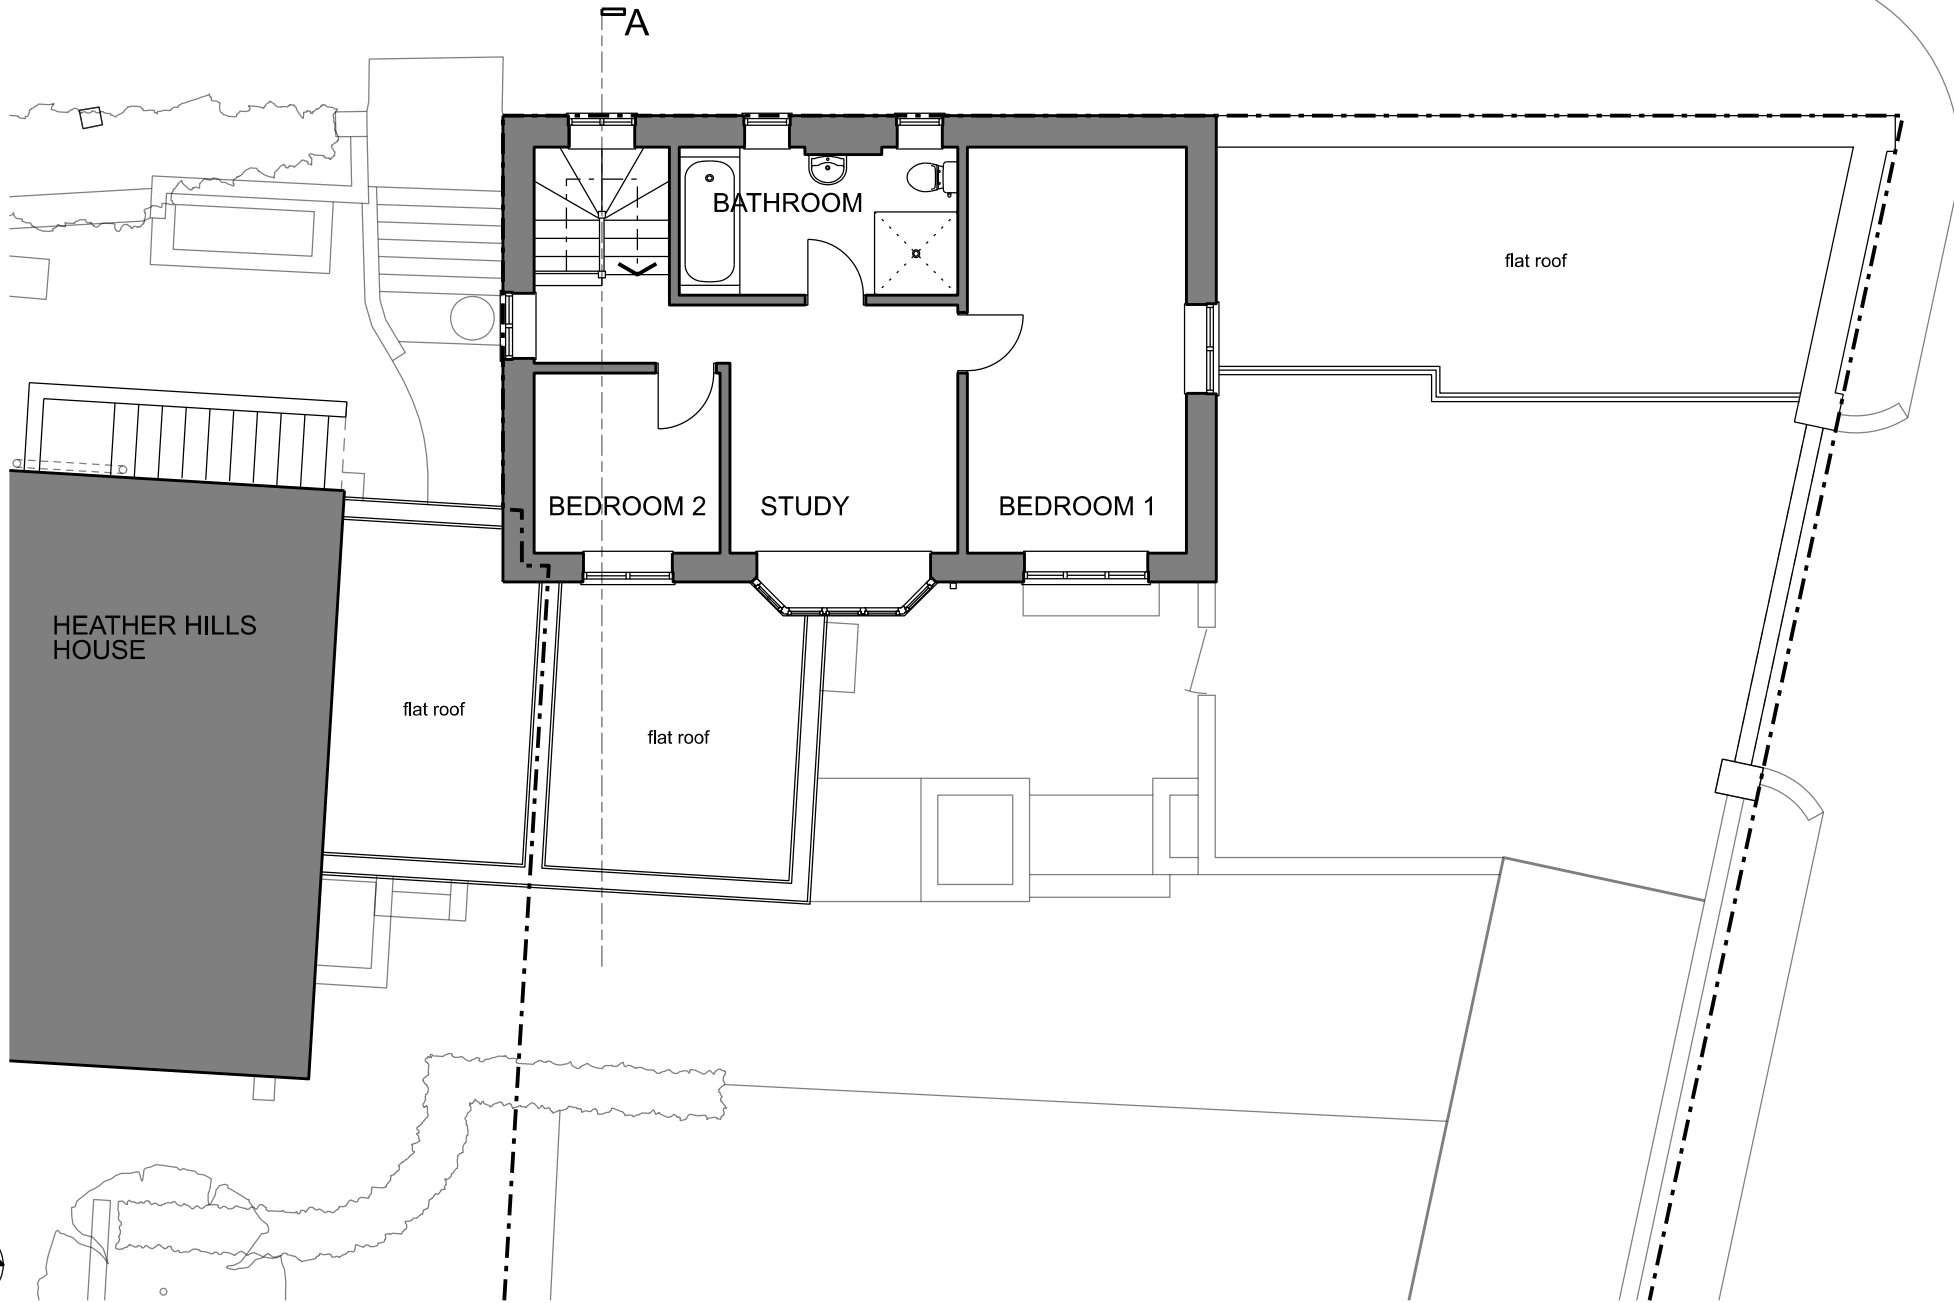 A
BATHROOM
flat roof
BEDROOM 2
STUDY
BEDROOM 1
HEATHER HILLS
HOUSE
flat roof
flat roof